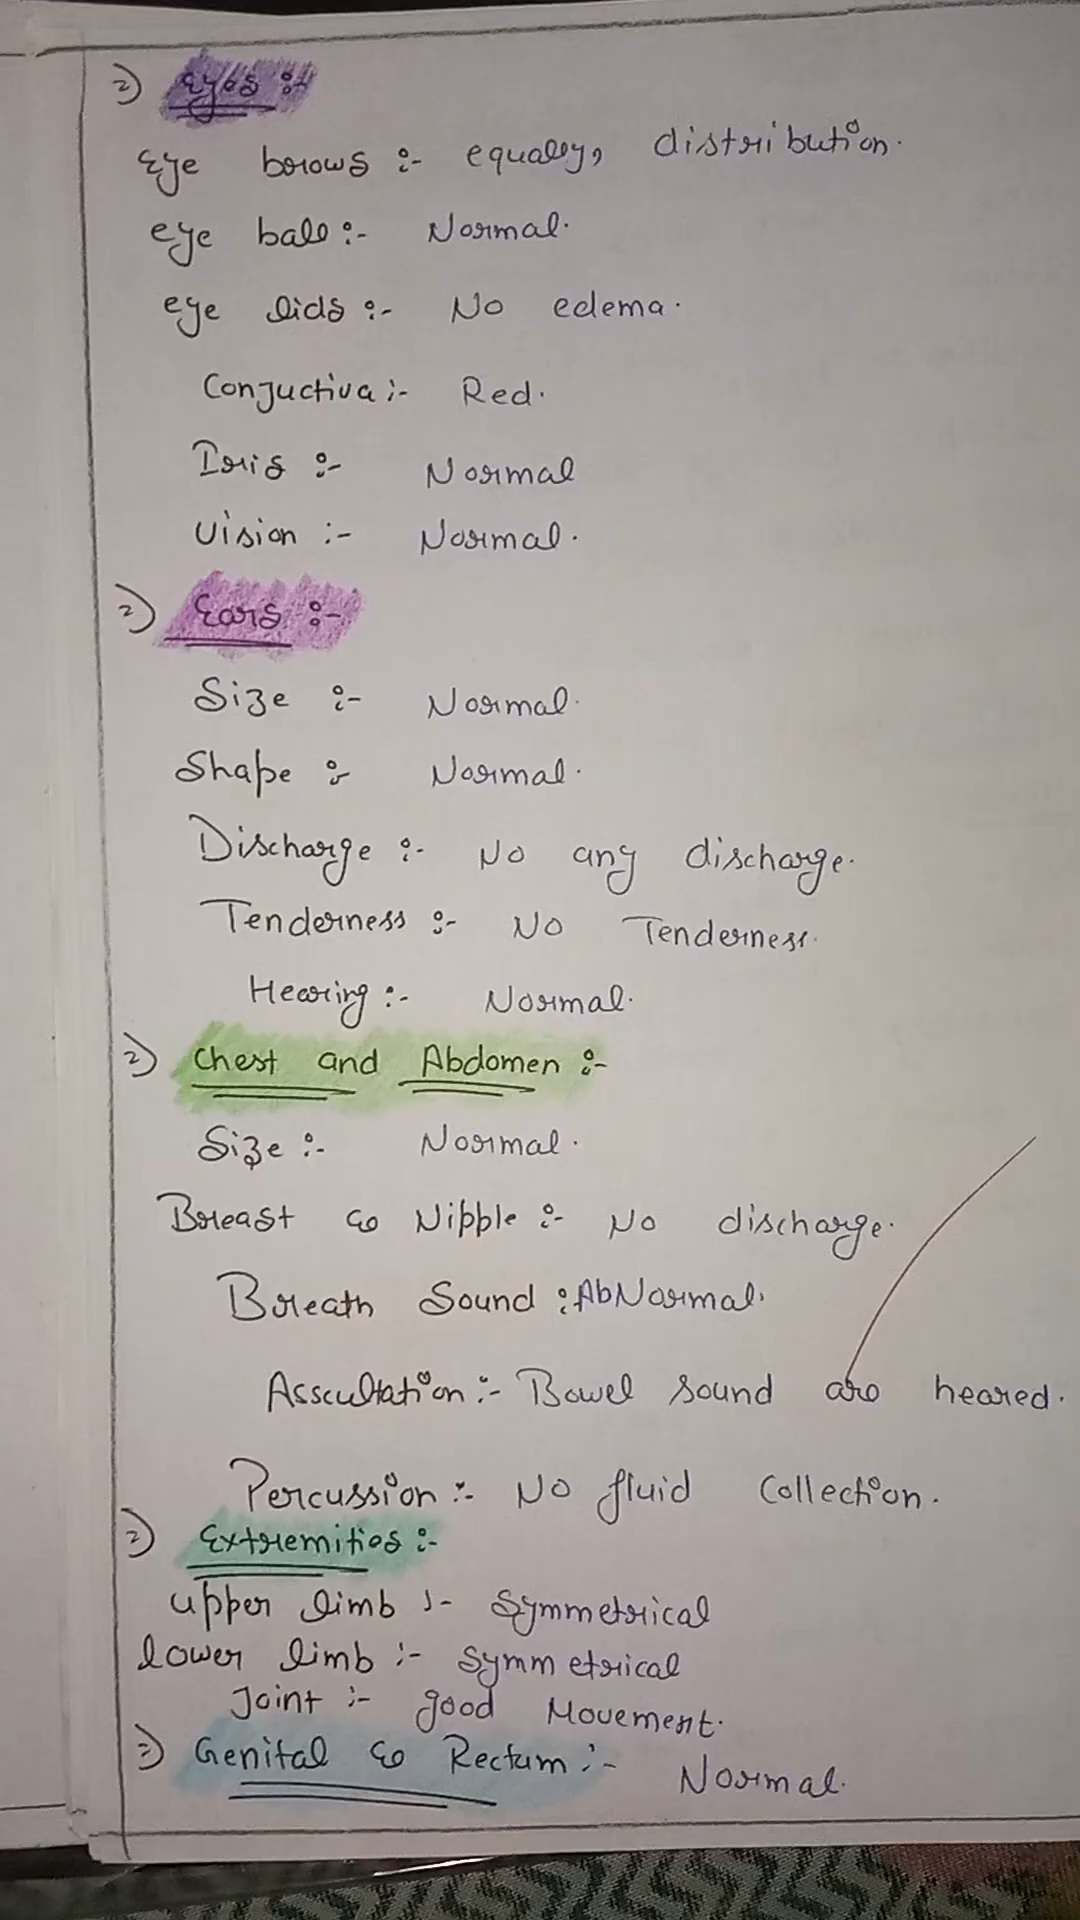 2) Eyes :-
Eye brows :- equaly, distribution.
eye ball :- Normal.
eye lids :- No edema.
Conjuctiva :- Red.
Iris :- Normal
Vision :- Normal.
2) Ears :-
Size :- Normal.
Shape :- Normal.
Discharge :- No any discharge.
Tenderness :- No Tenderness.
Hearing :- Normal.
2) Chest and Abdomen :-
Size :- Normal.
Breast & Nipple :- No discharge.
Breath Sound : AbNormal.
Asscultation :- Bowel sound are heared.
Percussion :- No fluid Collection.
2) Extremities :-
upper limb :- Symmetrical
lower limb :- Symmetrical
Joint :- good Movement.
2) Genital & Rectum :- Normal.